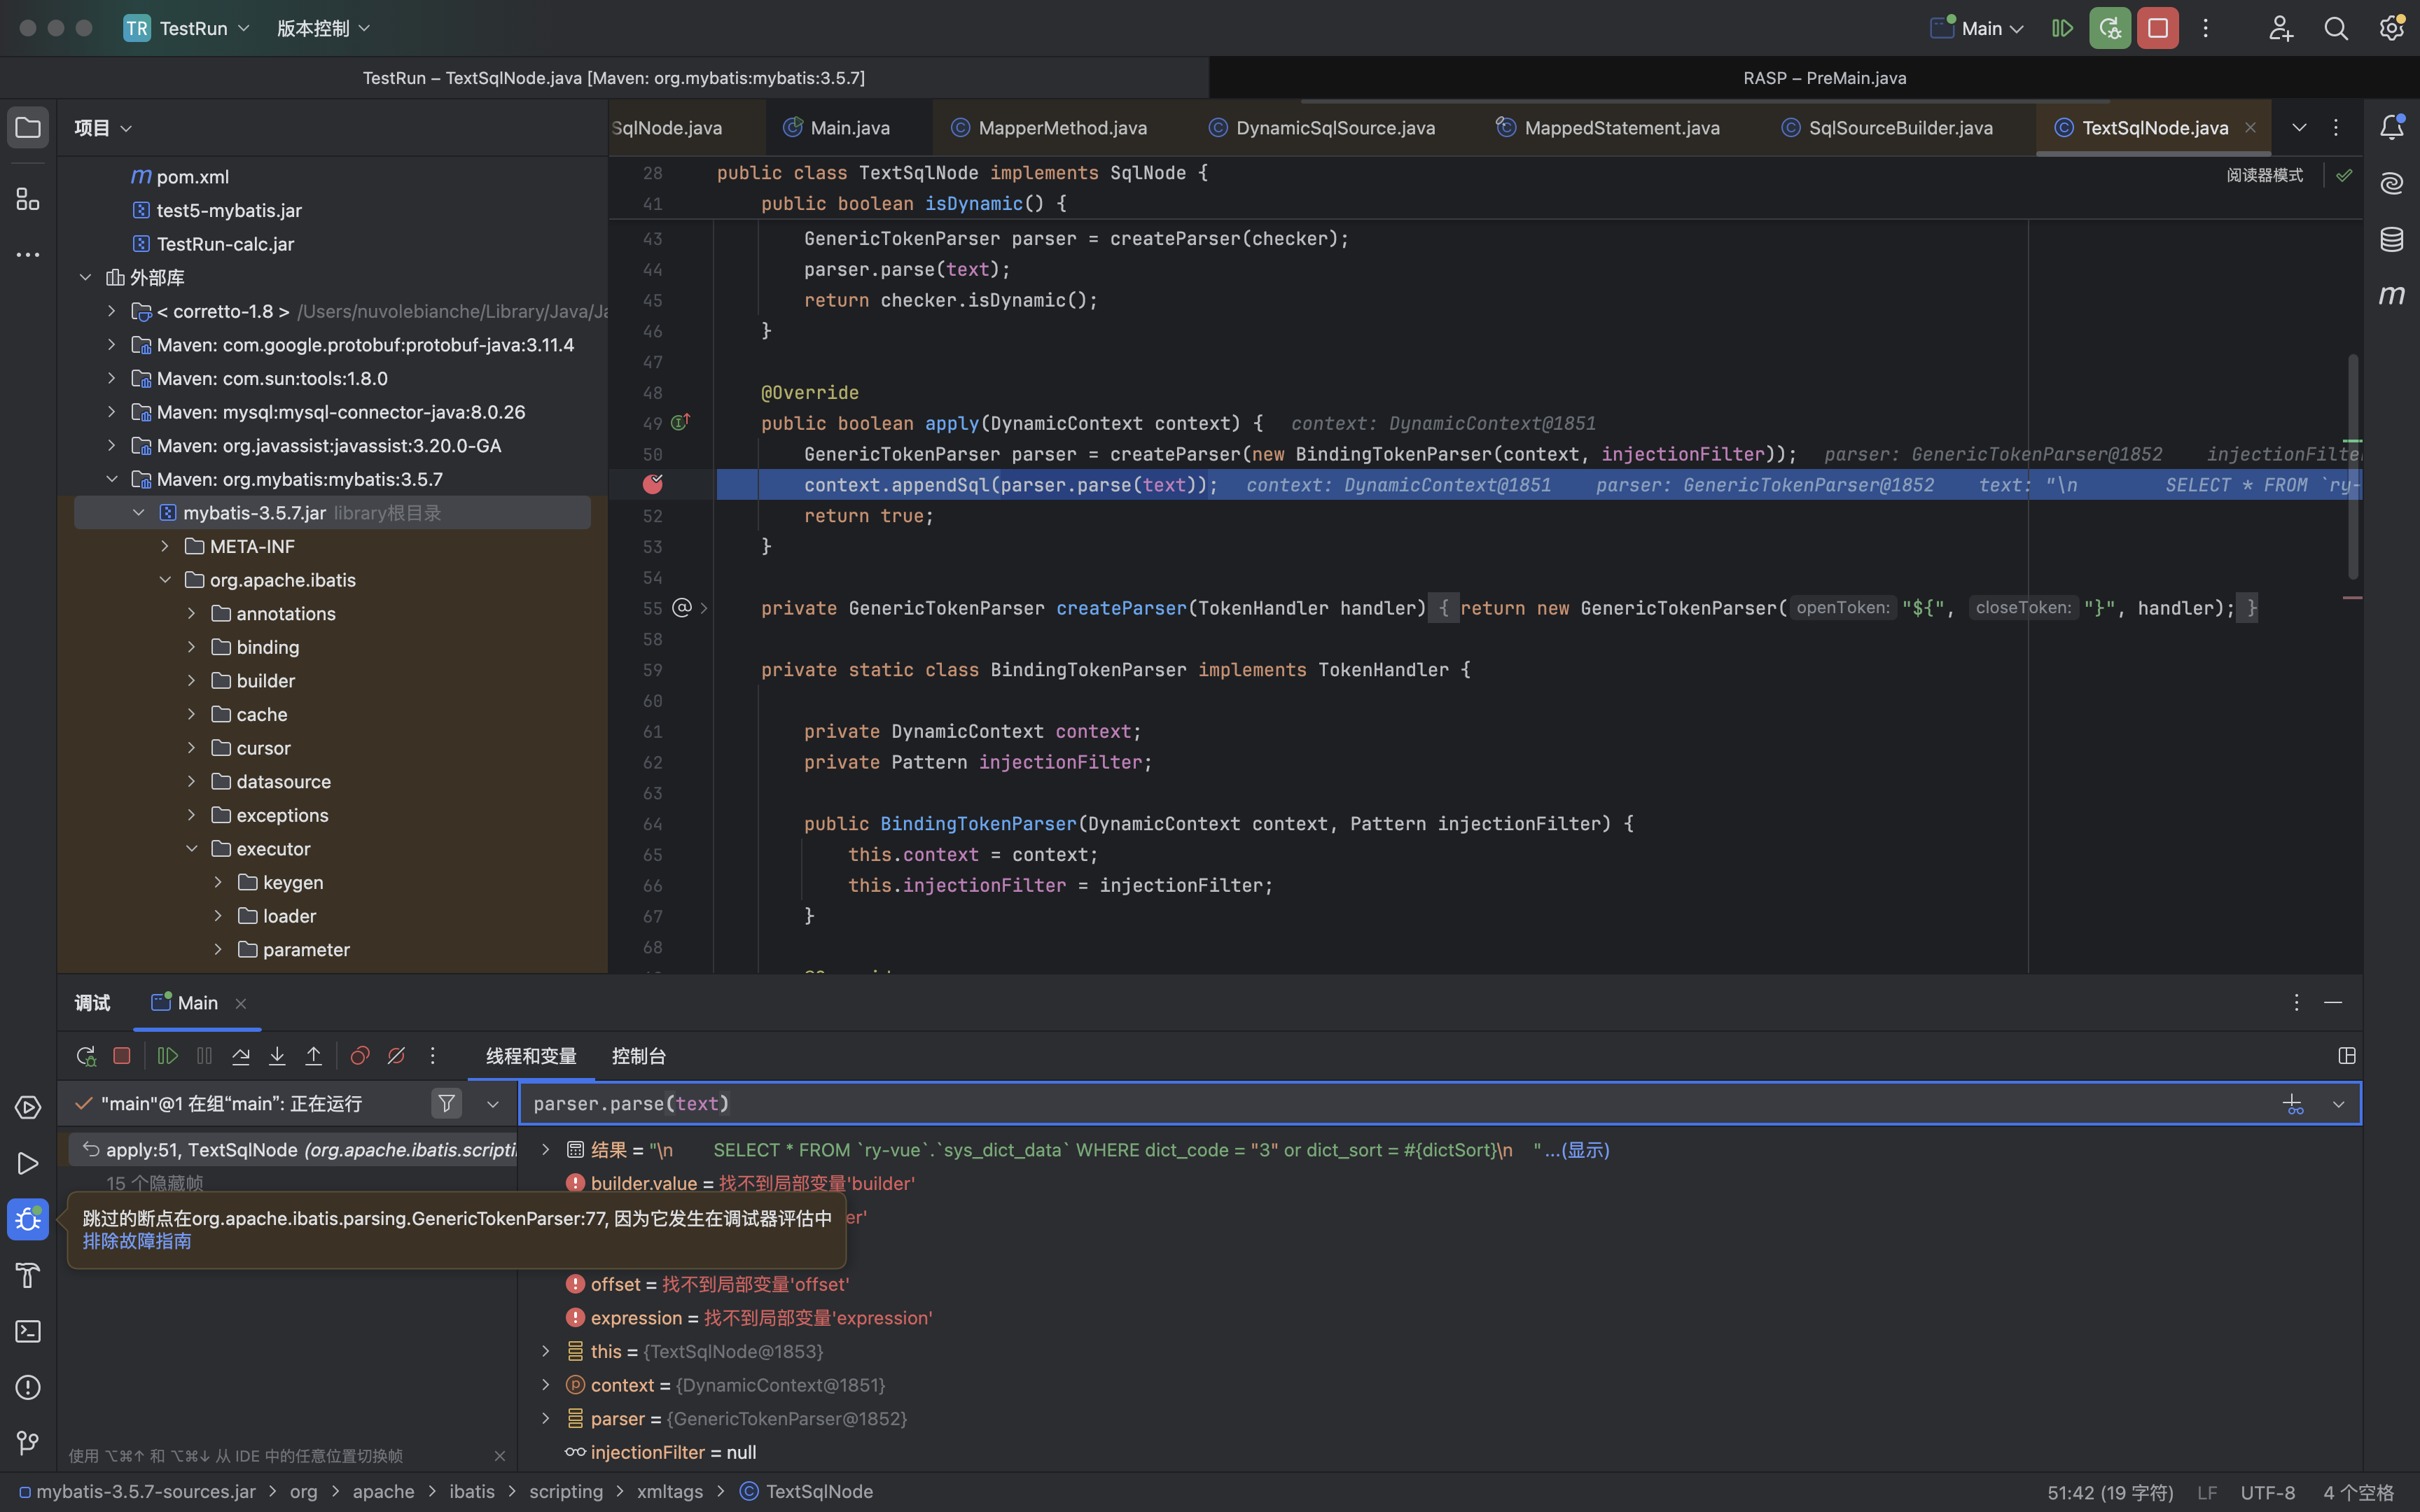 TR TestRun 版本控制 Main
TestRun – TextSqlNode.java [Maven: org.mybatis:mybatis:3.5.7] RASP – PreMain.java
项目
pom.xml
test5-mybatis.jar
TestRun-calc.jar
外部库
< corretto-1.8 > /Users/nuvolebianche/Library/Java/Ja
Maven: com.google.protobuf:protobuf-java:3.11.4
Maven: com.sun:tools:1.8.0
Maven: mysql:mysql-connector-java:8.0.26
Maven: org.javassist:javassist:3.20.0-GA
Maven: org.mybatis:mybatis:3.5.7
mybatis-3.5.7.jar library根目录
META-INF
org.apache.ibatis
annotations
binding
builder
cache
cursor
datasource
exceptions
executor
keygen
loader
parameter
SqlNode.java Main.java MapperMethod.java DynamicSqlSource.java MappedStatement.java SqlSourceBuilder.java TextSqlNode.java
阅读器模式
28 public class TextSqlNode implements SqlNode {
41 public boolean isDynamic() {
43 GenericTokenParser parser = createParser(checker);
44 parser.parse(text);
45 return checker.isDynamic();
46 }
47
48 @Override
49 public boolean apply(DynamicContext context) { context: DynamicContext@1851
50 GenericTokenParser parser = createParser(new BindingTokenParser(context, injectionFilter)); parser: GenericTokenParser@1852 injectionFilte
context.appendSql(parser.parse(text)); context: DynamicContext@1851 parser: GenericTokenParser@1852 text: "\n SELECT * FROM `ry-
52 return true;
53 }
54
55 private GenericTokenParser createParser(TokenHandler handler) { return new GenericTokenParser( openToken: "${", closeToken: "}", handler); }
58
59 private static class BindingTokenParser implements TokenHandler {
60
61 private DynamicContext context;
62 private Pattern injectionFilter;
63
64 public BindingTokenParser(DynamicContext context, Pattern injectionFilter) {
65 this.context = context;
66 this.injectionFilter = injectionFilter;
67 }
68
调试 Main
线程和变量 控制台
"main"@1 在组“main”: 正在运行
parser.parse(text)
apply:51, TextSqlNode (org.apache.ibatis.scripti
15 个隐藏帧
结果 = "\n SELECT * FROM `ry-vue`.`sys_dict_data` WHERE dict_code = "3" or dict_sort = #{dictSort}\n " ...(显示)
builder.value = 找不到局部变量'builder'
er'
跳过的断点在org.apache.ibatis.parsing.GenericTokenParser:77, 因为它发生在调试器评估中
排除故障指南
offset = 找不到局部变量'offset'
expression = 找不到局部变量'expression'
this = {TextSqlNode@1853}
context = {DynamicContext@1851}
parser = {GenericTokenParser@1852}
injectionFilter = null
使用 ⌥⌘↑ 和 ⌥⌘↓ 从 IDE 中的任意位置切换帧
mybatis-3.5.7-sources.jar > org > apache > ibatis > scripting > xmltags > TextSqlNode 51:42 (19 字符) LF UTF-8 4 个空格